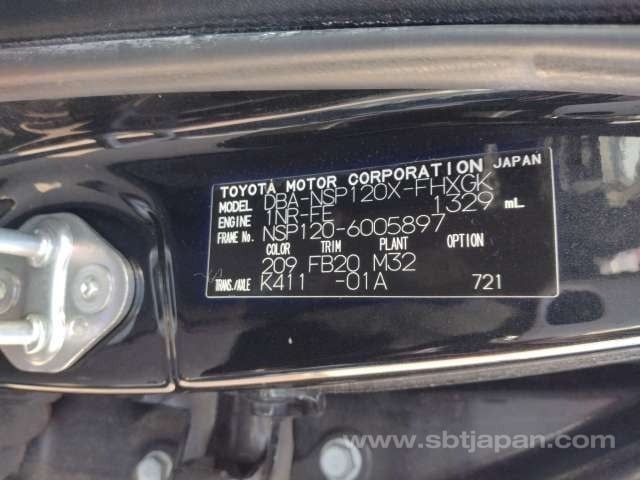 TOYOTA MOTOR CORPORATION JAPAN
MODEL DBA-NSP120X-FHXGK
ENGINE 1NR-FE 1329 mL
FRAME No. NSP120-6005897
COLOR TRIM PLANT OPTION
209 FB20 M32
TRANS./AXLE K411 -01A 721
www.sbtjapan.com